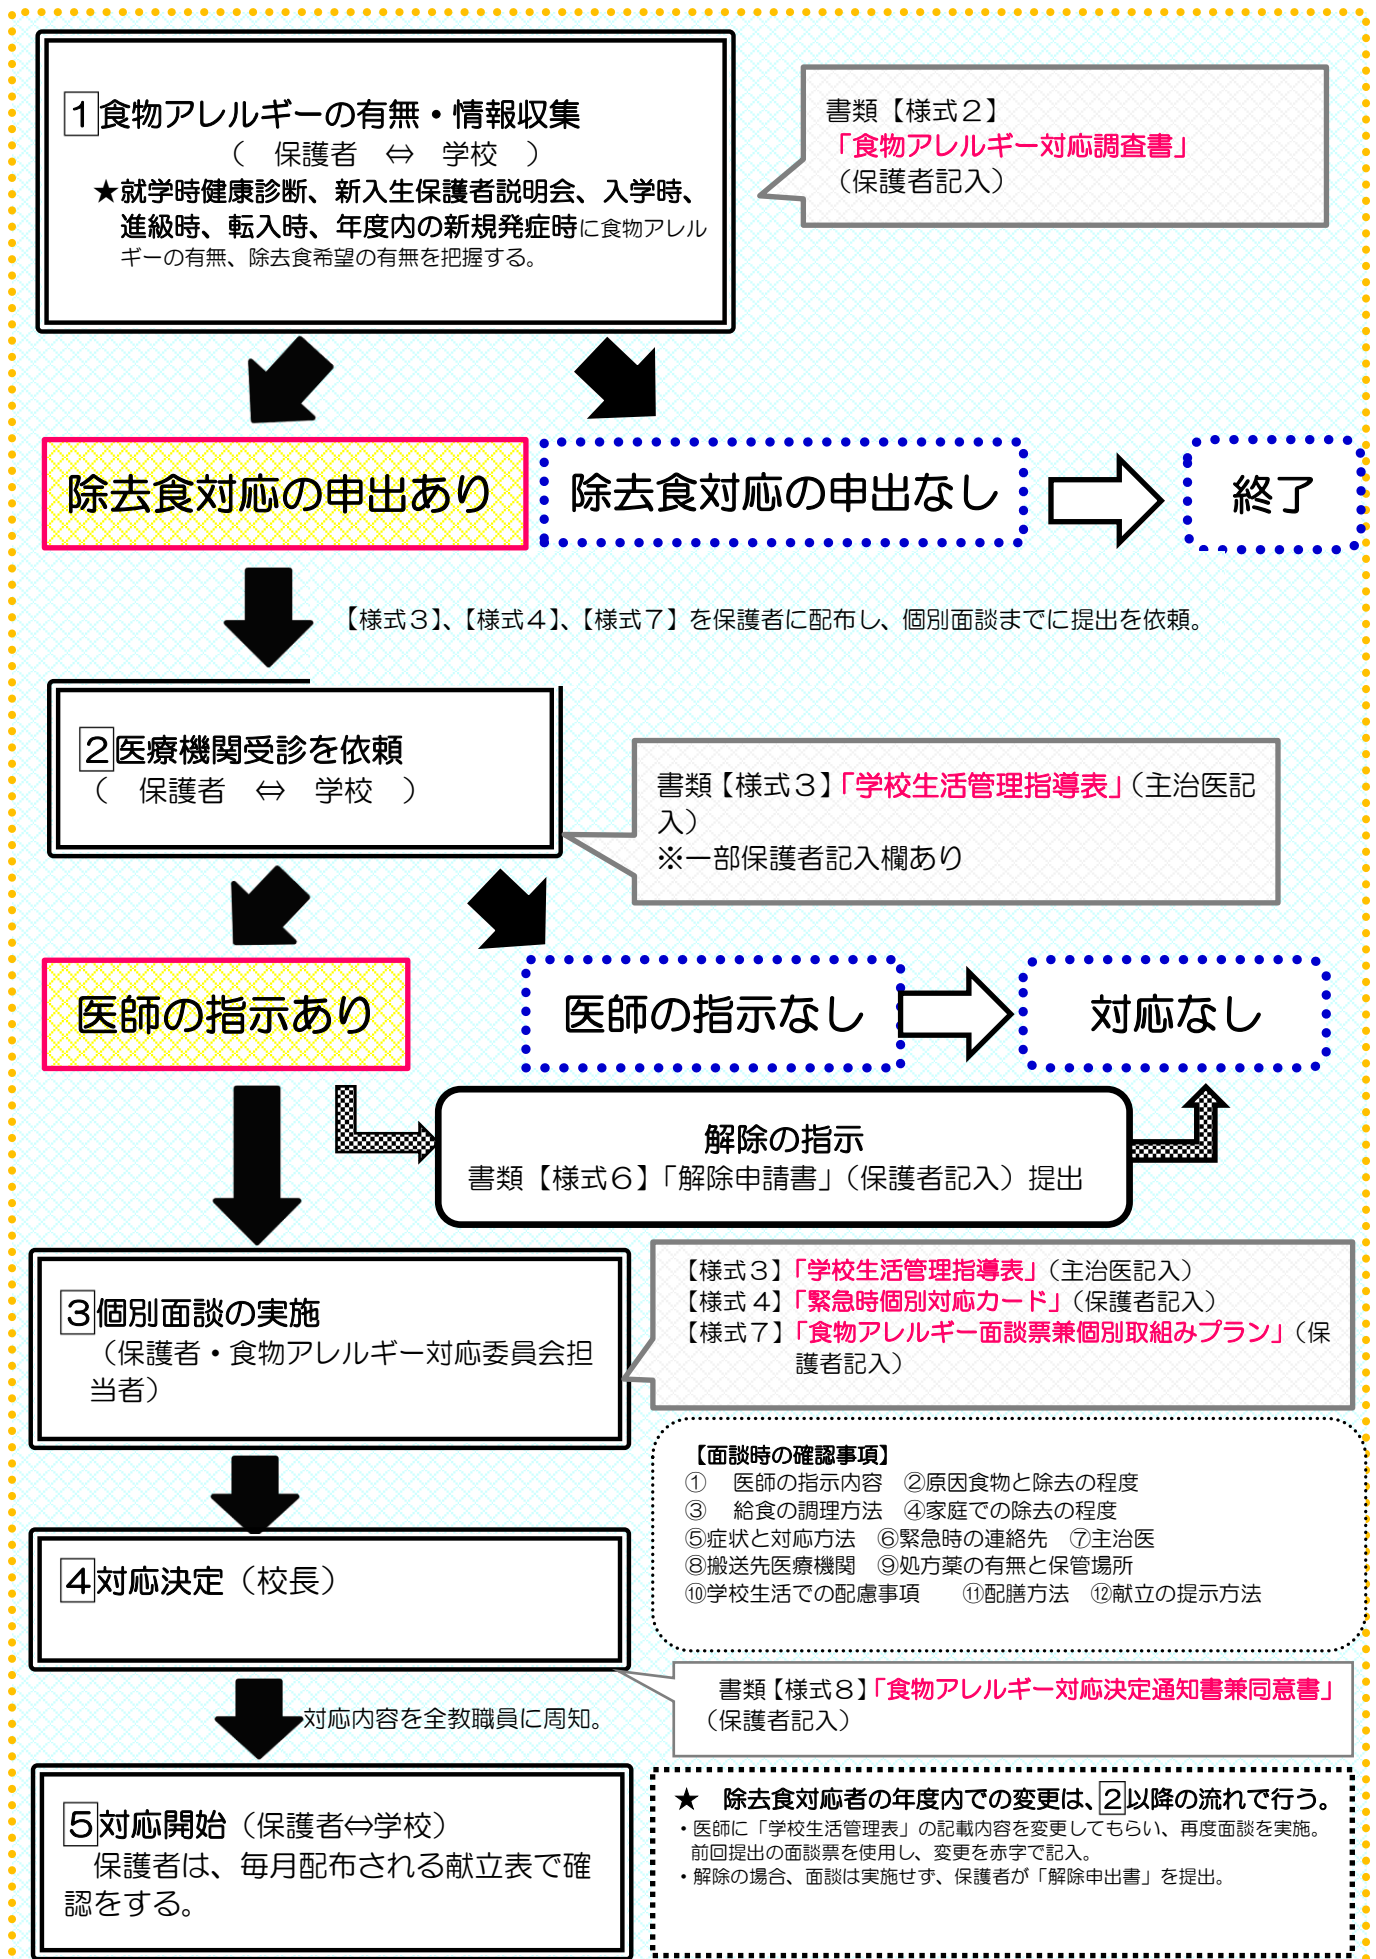 1食物アレルギーの有無・情報収集
（　保護者　⇔　学校　）
★就学時健康診断、新入生保護者説明会、入学時、
進級時、転入時、年度内の新規発症時に食物アレル
ギーの有無、除去食希望の有無を把握する。
書類【様式２】
「食物アレルギー対応調査書」
（保護者記入）
除去食対応の申出あり
除去食対応の申出なし
終了
【様式３】、【様式４】、【様式７】を保護者に配布し、個別面談までに提出を依頼。
2医療機関受診を依頼
（　保護者　⇔　学校　）
書類【様式３】「学校生活管理指導表」（主治医記
入）
※一部保護者記入欄あり
医師の指示あり
医師の指示なし
対応なし
解除の指示
書類【様式６】「解除申請書」（保護者記入）提出
3個別面談の実施
（保護者・食物アレルギー対応委員会担
当者）
【様式３】「学校生活管理指導表」（主治医記入）
【様式４】「緊急時個別対応カード」（保護者記入）
【様式７】「食物アレルギー面談票兼個別取組みプラン」（保
護者記入）
【面談時の確認事項】
①　医師の指示内容　②原因食物と除去の程度
③　給食の調理方法　④家庭での除去の程度
⑤症状と対応方法　⑥緊急時の連絡先　⑦主治医
⑧搬送先医療機関　⑨処方薬の有無と保管場所
⑩学校生活での配慮事項　　⑪配膳方法　⑫献立の提示方法
4対応決定（校長）
書類【様式８】「食物アレルギー対応決定通知書兼同意書」
（保護者記入）
対応内容を全教職員に周知。
5対応開始（保護者⇔学校）
保護者は、毎月配布される献立表で確
認をする。
★　除去食対応者の年度内での変更は、2以降の流れで行う。
・医師に「学校生活管理表」の記載内容を変更してもらい、再度面談を実施。
前回提出の面談票を使用し、変更を赤字で記入。
・解除の場合、面談は実施せず、保護者が「解除申出書」を提出。